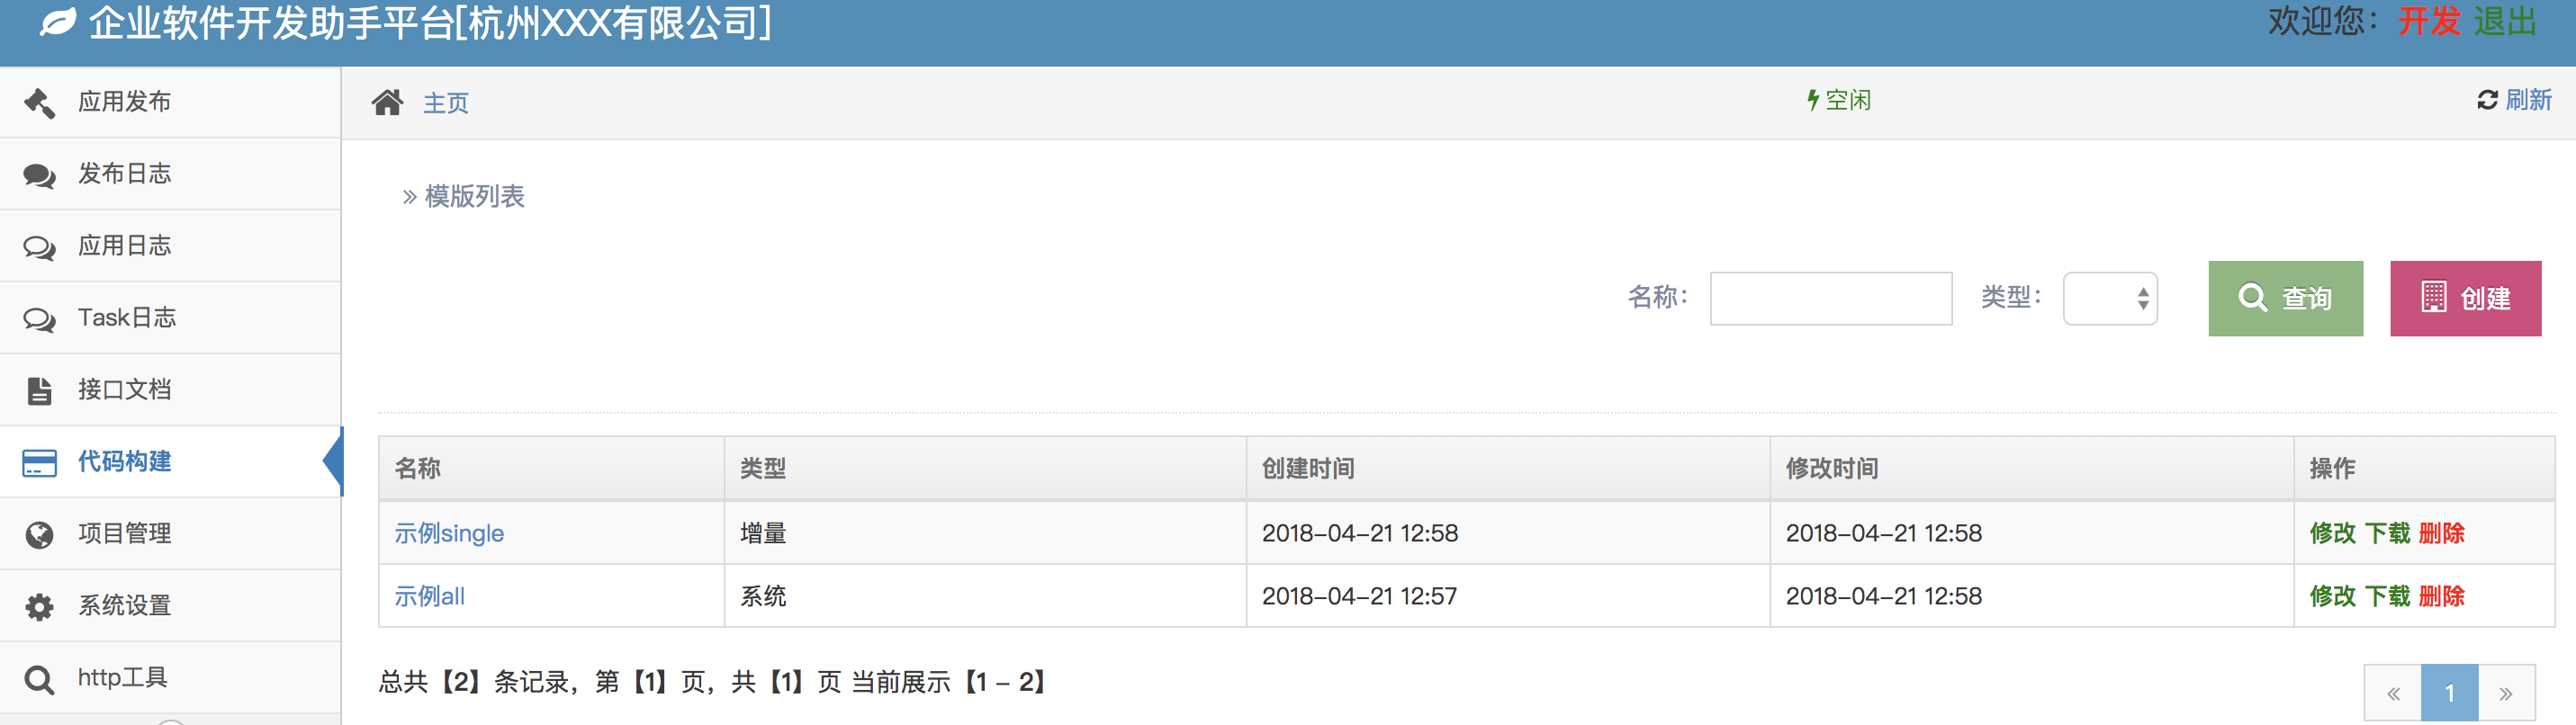 企业软件开发助手平台[杭州XXX有限公司]
欢迎您： 开发 退出
应用发布
发布日志
应用日志
Task日志
接口文档
代码构建
项目管理
系统设置
http工具
主页
空闲
刷新
» 模版列表
名称： 类型： 查询 创建
名称 类型 创建时间 修改时间 操作
示例single 增量 2018-04-21 12:58 2018-04-21 12:58 修改 下载 删除
示例all 系统 2018-04-21 12:57 2018-04-21 12:58 修改 下载 删除
总共【2】条记录，第【1】页，共【1】页 当前展示【1 - 2】
« 1 »